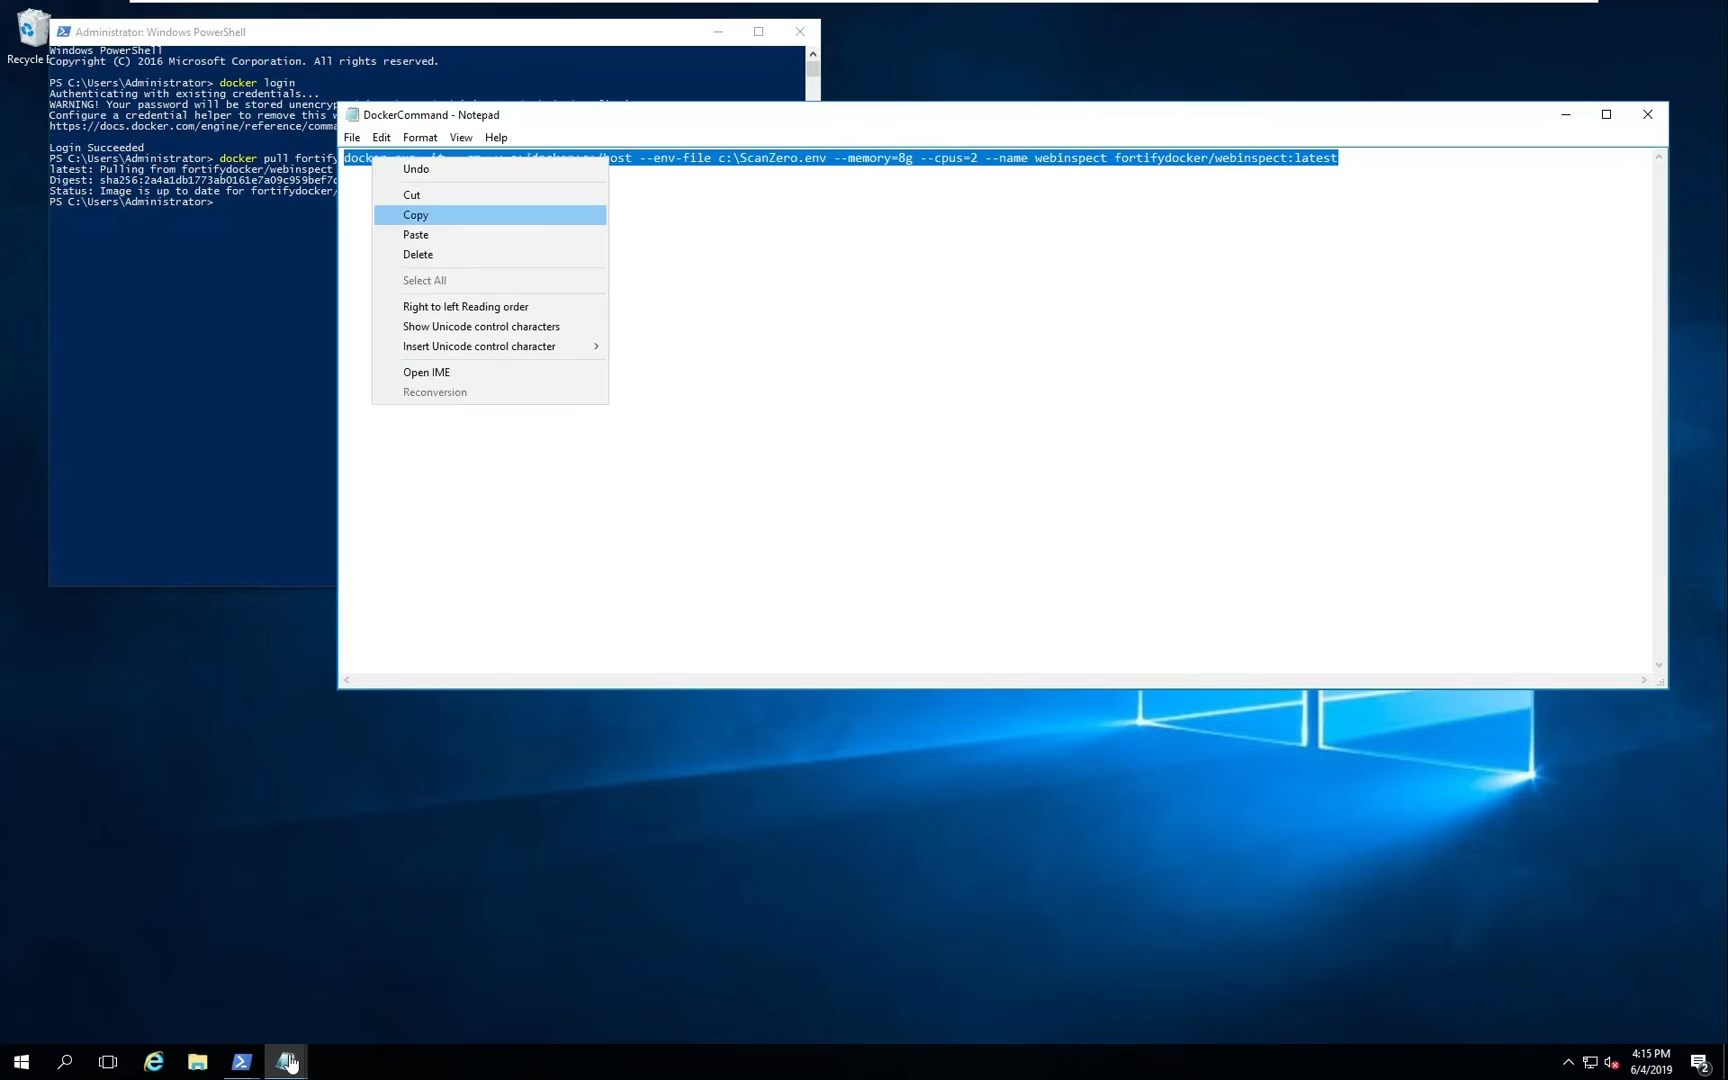 Recycle
Administrator: Windows PowerShell
Windows PowerShell
Copyright (C) 2016 Microsoft Corporation. All rights reserved.
PS C:\Users\Administrator> docker login
Authenticating with existing credentials...
WARNING! Your password will be stored unencryp
Configure a credential helper to remove this w
https://docs.docker.com/engine/reference/comma
Login Succeeded
PS C:\Users\Administrator> docker pull fortify
latest: Pulling from fortifydocker/webinspect
Digest: sha256:2a4a1db1773ab0161e7a09c959bef7c
Status: Image is up to date for fortifydocker/
PS C:\Users\Administrator>
DockerCommand - Notepad
File Edit Format View Help
docker host --env-file c:\ScanZero.env --memory=8g --cpus=2 --name webinspect fortifydocker/webinspect:latest
Undo
Cut
Copy
Paste
Delete
Select All
Right to left Reading order
Show Unicode control characters
Insert Unicode control character
Open IME
Reconversion
4:15 PM
6/4/2019
2